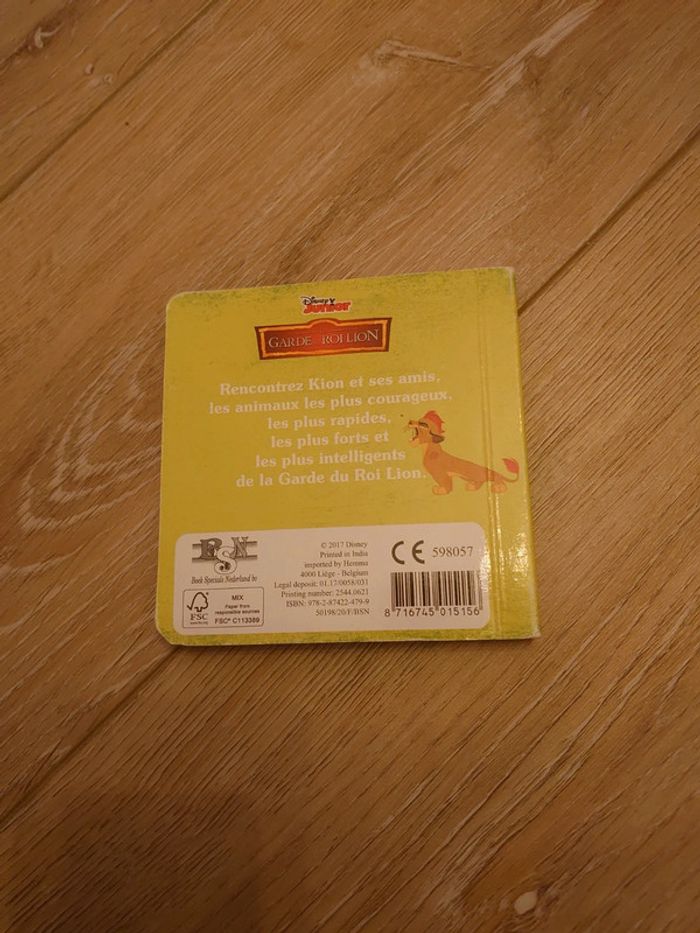 Disney
Junior
GARDE ROI LION
Rencontrez Kion et ses amis,
les animaux les plus courageux,
les plus rapides,
les plus forts et
les plus intelligents
de la Garde du Roi Lion.
BSN
Book Specials Nederland bv
FSC
www.fsc.org
MIX
Paper from
responsible sources
FSC® C113389
© 2017 Disney
Printed in India
imported by Hemma
4000 Liège - Belgium
Legal deposit: 01.17/0058/031
Printing number: 2544.0621
ISBN: 978-2-87422-479-9
50198/20/F/BSN
CE 598057
8 716745 015156